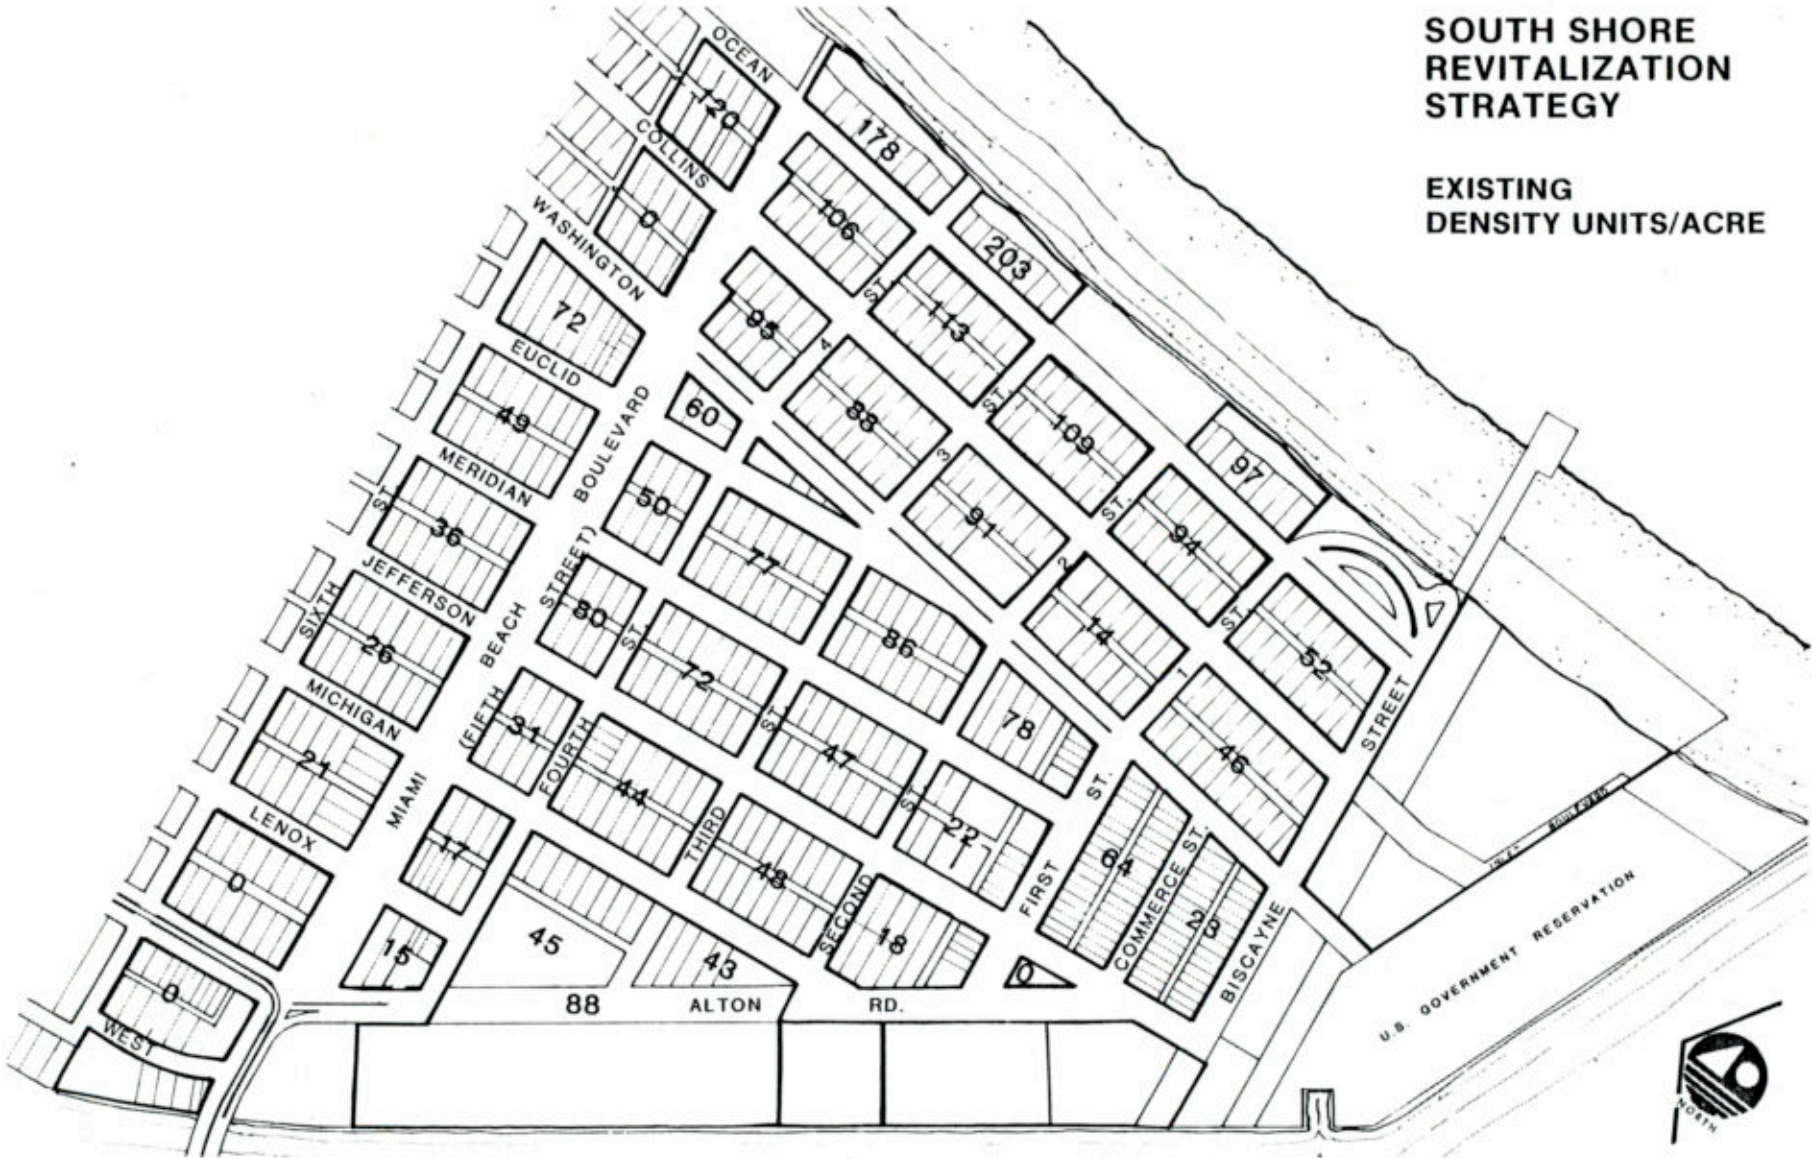 SOUTH SHORE
REVITALIZATION
STRATEGY
EXISTING
DENSITY UNITS/ACRE
OCEAN
120
178
COLLINS
0
106
203
WASHINGTON
ST.
72
95
113
4
EUCLID
60
88
ST.
109
97
49
BOULEVARD
3
MERIDIAN
50
91
ST.
94
ST.
36
77
2
STREET)
JEFFERSON
80
ST.
86
14
ST.
52
SIXTH
26
BEACH
72
1
MICHIGAN
(FIFTH
31
FOURTH
ST.
47
78
46
STREET
21
MIAMI
44
ST.
ST.
LENOX
17
THIRD
48
22
64
COMMERCE ST.
0
SECOND
FIRST
23
15
45
43
18
0
BISCAYNE
U.S. GOVERNMENT RESERVATION
0
88
ALTON
RD.
WEST
BOULEVARD
NORTH